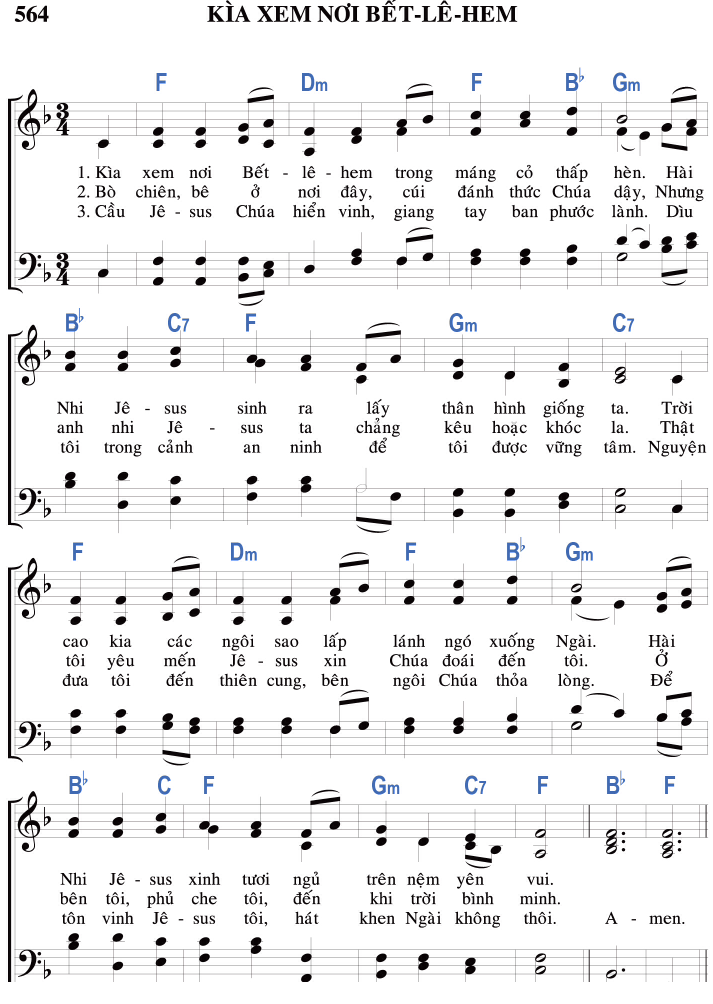 564 KÌA XEM NƠI BẾT-LÊ-HEM
F Dm F B♭ Gm
1. Kìa xem nơi Bết - lê - hem trong máng cỏ thấp hèn. Hài
2. Bò chiên, bê ở nơi đây, cúi đánh thức Chúa dậy, Nhưng
3. Cầu Jê - sus Chúa hiển vinh, giang tay ban phước lành. Dìu
B♭ C7 F Gm C7
Nhi Jê - sus sinh ra lấy thân hình giống ta. Trời
anh nhi Jê - sus ta chẳng kêu hoặc khóc la. Thật
tôi trong cảnh an ninh để tôi được vững tâm. Nguyện
F Dm F B♭ Gm
cao kia các ngôi sao lấp lánh ngó xuống Ngài. Hài
tôi yêu mến Jê - sus xin Chúa đoái đến tôi. Ở
đưa tôi đến thiên cung, bên ngôi Chúa thỏa lòng. Để
B♭ C F Gm C7 F B♭ F
Nhi Jê - sus xinh tươi ngủ trên nệm yên vui.
bên tôi, phủ che tôi, đến khi trời bình minh.
tôn vinh Jê - sus tôi, hát khen Ngài không thôi. A - men.